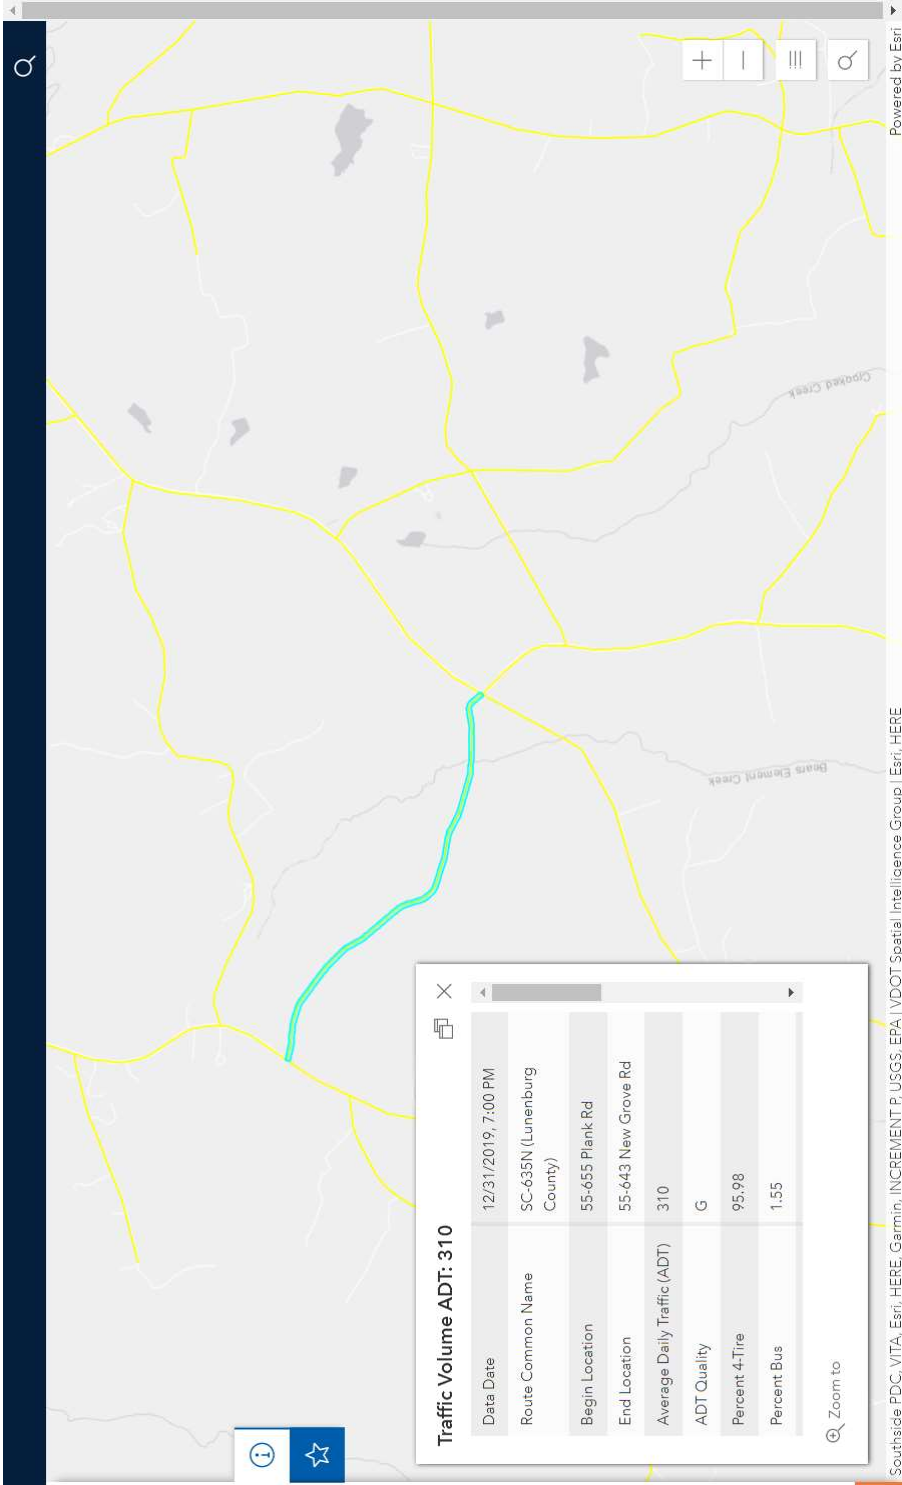 Crooked Creek
Bears Element Creek
Traffic Volume ADT: 310
Data Date 12/31/2019, 7:00 PM
Route Common Name SC-635N (Lunenburg
County)
Begin Location 55-655 Plank Rd
End Location 55-643 New Grove Rd
Average Daily Traffic (ADT) 310
ADT Quality G
Percent 4-Tire 95.98
Percent Bus 1.55
Zoom to
Southside PDC, VITA, Esri, HERE, Garmin, INCREMENT P, USGS, EPA | VDOT Spatial Intelligence Group | Esri, HERE
Powered by Esri